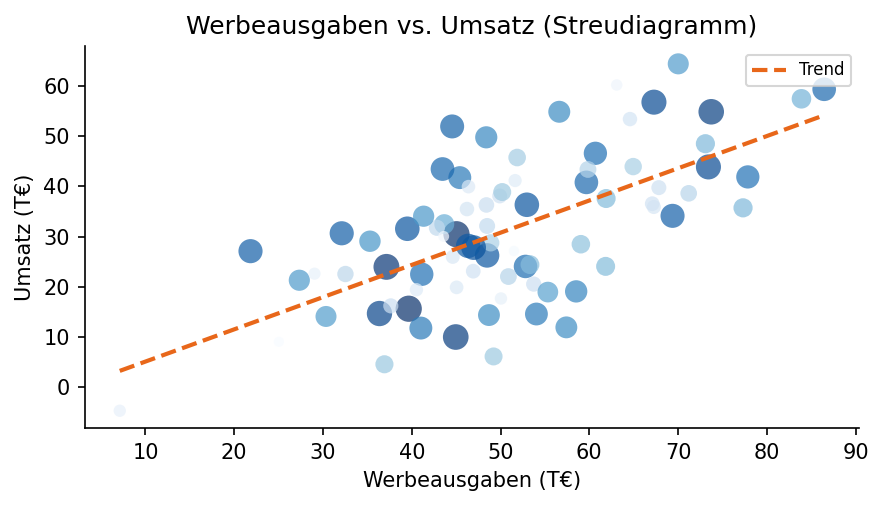 Werbeausgaben vs. Umsatz (Streudiagramm)
Trend
Umsatz (T€)
60
50
40
30
20
10
0
10 20 30 40 50 60 70 80 90
Werbeausgaben (T€)